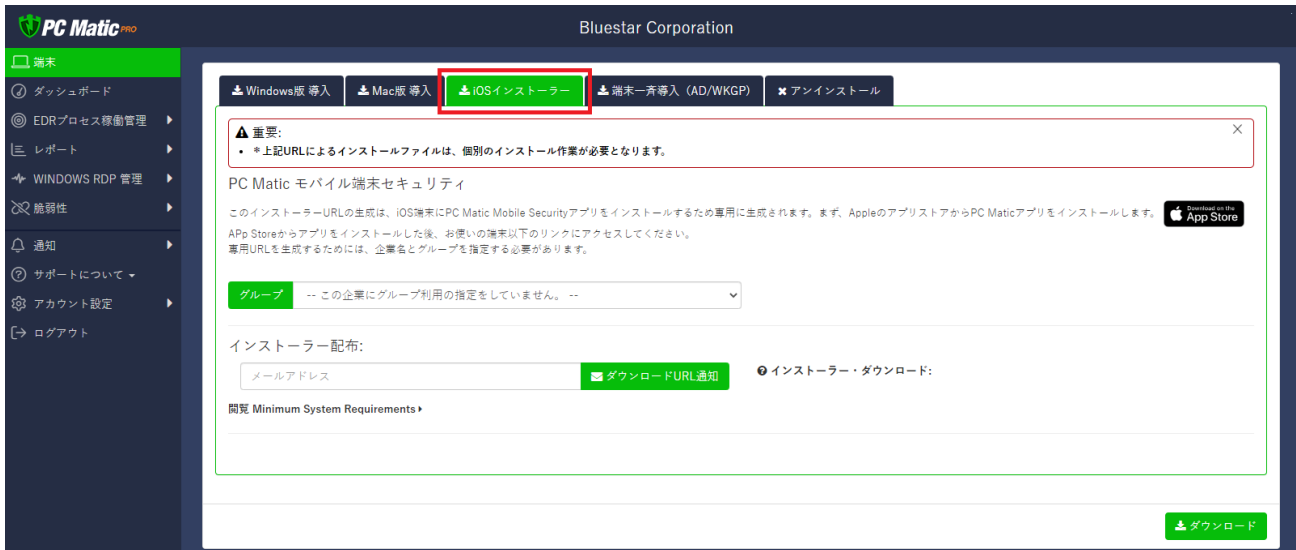 PC Matic PRO
Bluestar Corporation
端末
ダッシュボード
EDRプロセス稼働管理
レポート
WINDOWS RDP 管理
脆弱性
通知
サポートについて
アカウント設定
ログアウト
Windows版 導入
Mac版 導入
iOSインストーラー
端末一斉導入（AD/WKGP)
アンインストール
重要:
• ＊上記URLによるインストールファイルは、個別のインストール作業が必要となります。
PC Matic モバイル端末セキュリティ
このインストーラーURLの生成は、iOS端末にPC Matic Mobile Securityアプリをインストールするため専用に生成されます。まず、AppleのアプリストアからPC Maticアプリをインストールします。
Download on the
App Store
APp Storeからアプリをインストールした後、お使いの端末以下のリンクにアクセスしてください。
専用URLを生成するためには、企業名とグループを指定する必要があります。
グループ
-- この企業にグループ利用の指定をしていません。 --
インストーラー配布:
メールアドレス
ダウンロードURL通知
インストーラー・ダウンロード:
閲覧 Minimum System Requirements
ダウンロード